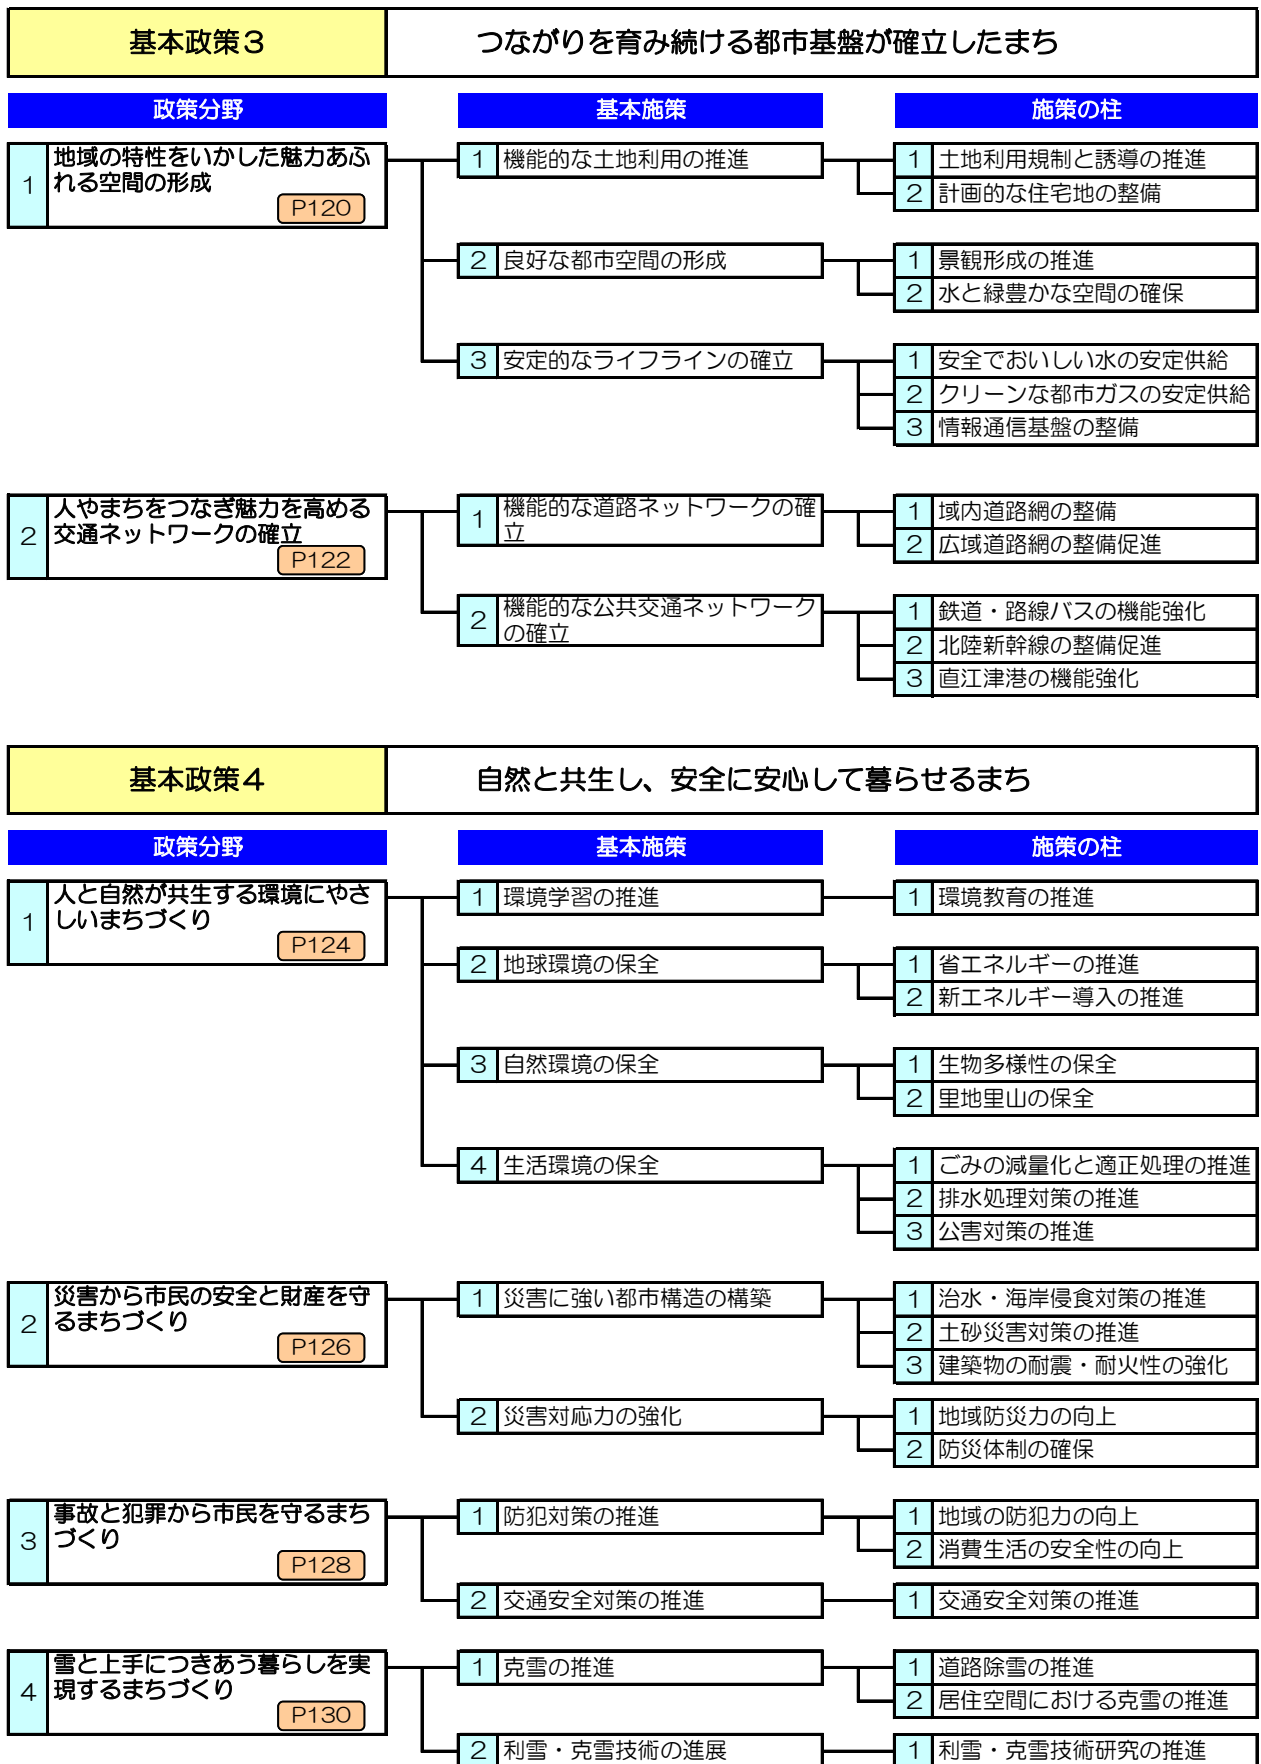 基本政策３ つながりを育み続ける都市基盤が確立したまち
政策分野 基本施策 施策の柱
1 地域の特性をいかした魅力あふ
れる空間の形成
P120
1 機能的な土地利用の推進
1 土地利用規制と誘導の推進
2 計画的な住宅地の整備
2 良好な都市空間の形成
1 景観形成の推進
2 水と緑豊かな空間の確保
3 安定的なライフラインの確立
1 安全でおいしい水の安定供給
2 クリーンな都市ガスの安定供給
3 情報通信基盤の整備
2 人やまちをつなぎ魅力を高める
交通ネットワークの確立
P122
1 機能的な道路ネットワークの確
立
1 域内道路網の整備
2 広域道路網の整備促進
2 機能的な公共交通ネットワーク
の確立
1 鉄道・路線バスの機能強化
2 北陸新幹線の整備促進
3 直江津港の機能強化
基本政策４ 自然と共生し、安全に安心して暮らせるまち
政策分野 基本施策 施策の柱
1 人と自然が共生する環境にやさ
しいまちづくり
P124
1 環境学習の推進
1 環境教育の推進
2 地球環境の保全
1 省エネルギーの推進
2 新エネルギー導入の推進
3 自然環境の保全
1 生物多様性の保全
2 里地里山の保全
4 生活環境の保全
1 ごみの減量化と適正処理の推進
2 排水処理対策の推進
3 公害対策の推進
2 災害から市民の安全と財産を守
るまちづくり
P126
1 災害に強い都市構造の構築
1 治水・海岸侵食対策の推進
2 土砂災害対策の推進
3 建築物の耐震・耐火性の強化
2 災害対応力の強化
1 地域防災力の向上
2 防災体制の確保
3 事故と犯罪から市民を守るまち
づくり
P128
1 防犯対策の推進
1 地域の防犯力の向上
2 消費生活の安全性の向上
2 交通安全対策の推進
1 交通安全対策の推進
4 雪と上手につきあう暮らしを実
現するまちづくり
P130
1 克雪の推進
1 道路除雪の推進
2 居住空間における克雪の推進
2 利雪・克雪技術の進展
1 利雪・克雪技術研究の推進